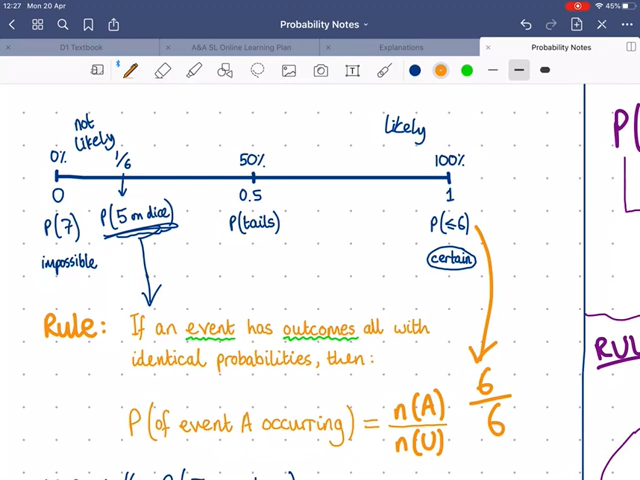 12:27 Mon 20 Apr
45%
Probability Notes
D1 Textbook
A&A SL Online Learning Plan
Explanations
Probability Notes
not likely
likely
0%
1/6
50%
100%
0
0.5
1
P(7)
P(5 on dice)
P(tails)
P(≤6)
impossible
certain
Rule: If an event has outcomes all with
identical probabilities, then:
P(of event A occurring) = n(A)/n(U)
6/6
P(
RUL